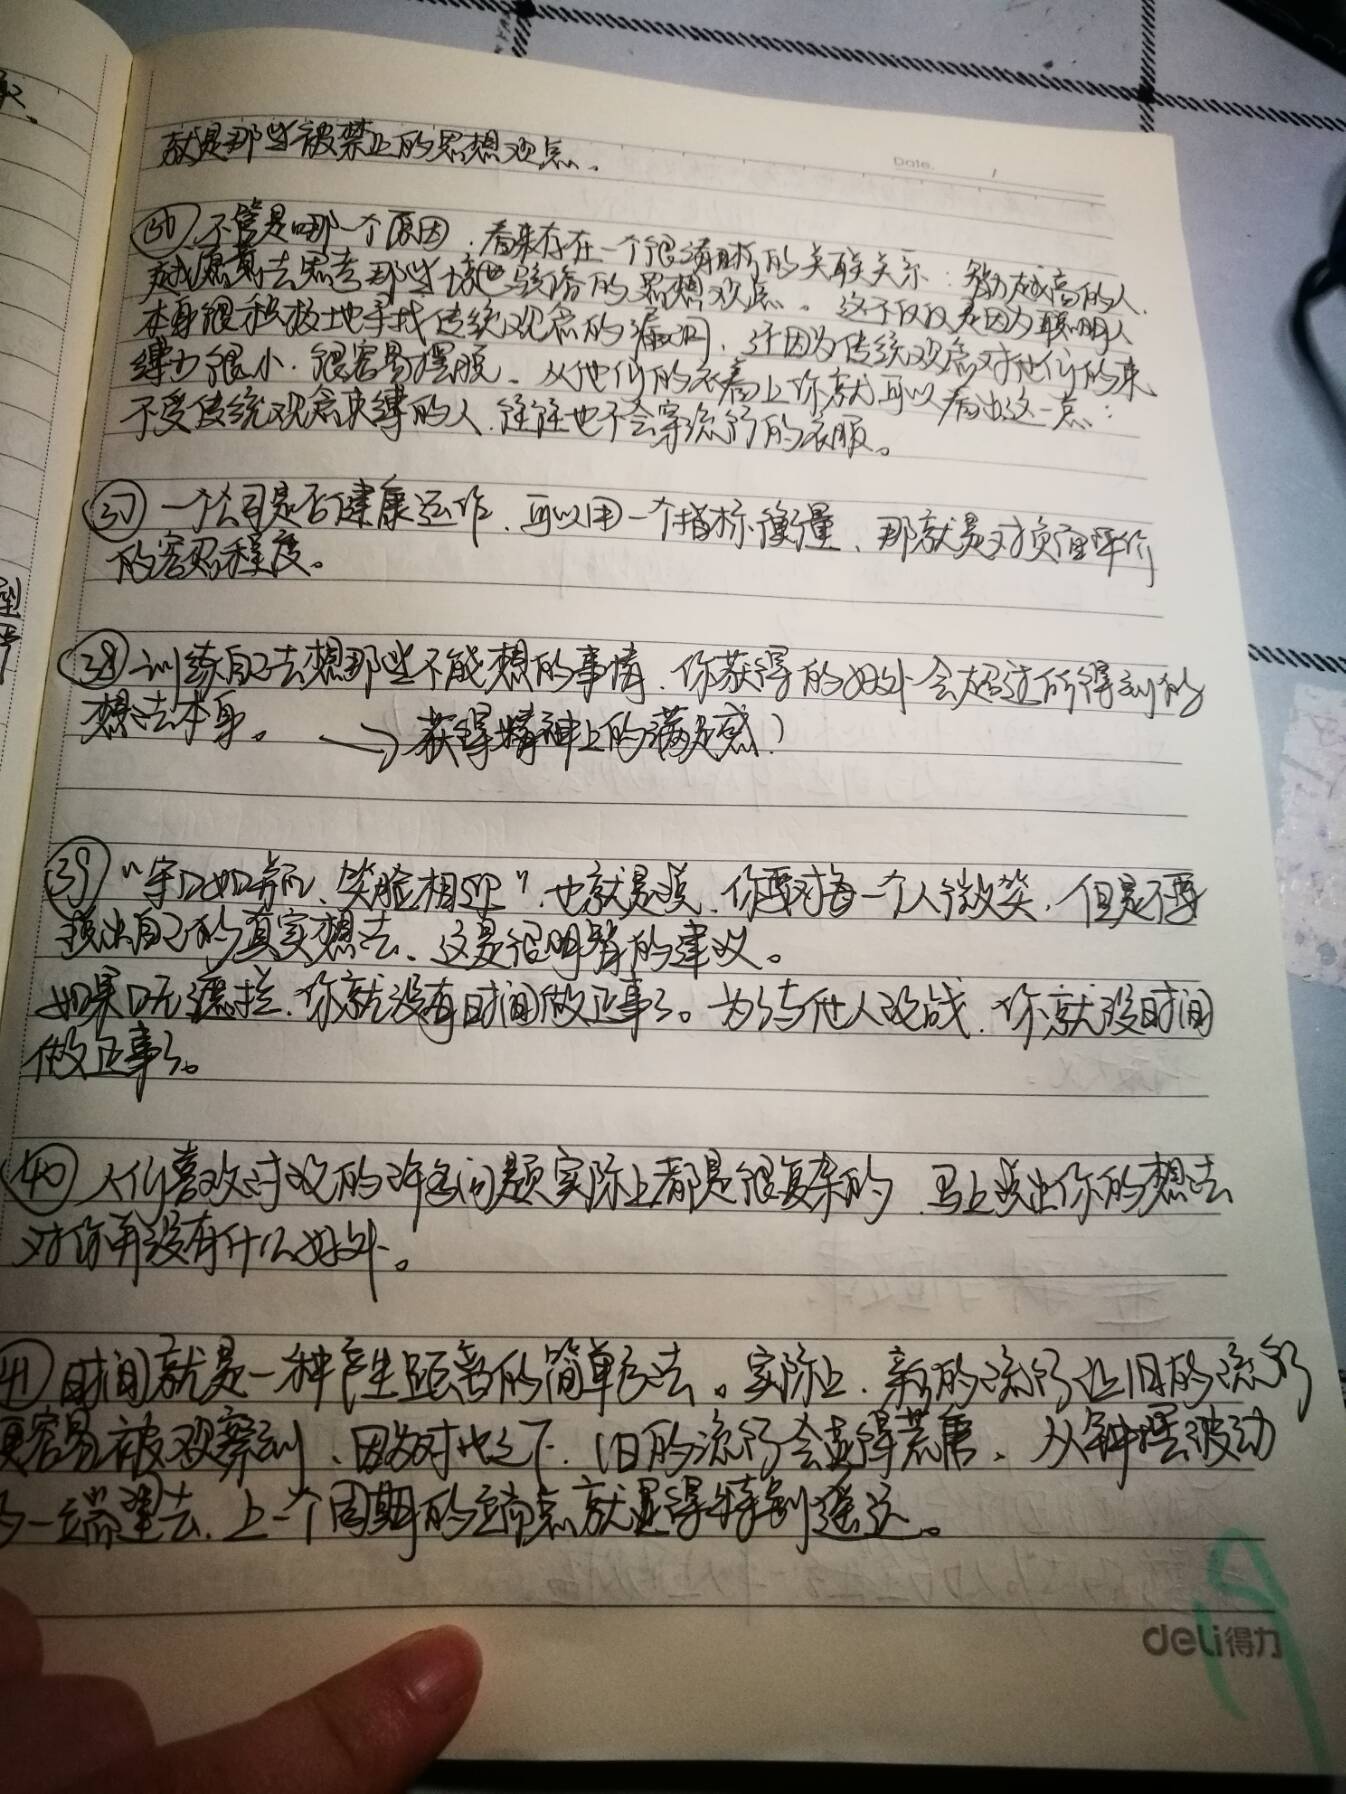 就是那些被禁止的思想观点。
Date.
㊱ 不管是哪一个原因，看来存在一个很清晰的关联关系：智力越高的人，
越愿意去思考那些惊世骇俗的思想观点。这不仅仅是因为聪明人
本身很积极地寻找传统观念的漏洞，还因为传统观念对他们的束
缚力很小，很容易摆脱。从他们的衣着上你就可以看出这一点：
不受传统观念束缚的人，往往也不会穿流行的衣服。
㊲ 一个公司是否健康运作，可以用一个指标衡量，那就是对负面评价
的容忍程度。
㊳ 训练自己去想那些不能想的事情，你获得的好处会超过所得到的
想法本身。 → 获得精神上的满足感？
㊴ "守口如瓶、笑脸相迎"，也就是说，你要对每一个人微笑，但是不要
说出自己的真实想法，这是很明智的建议。
如果口无遮拦，你就没有时间做正事了。为了与他人论战，你就没时间
做正事了。
㊵ 人们喜欢讨论的许多问题实际上都是很复杂的，马上说出你的想法
对你再没有什么好处。
㊶ 时间就是一种产生距离的简单方法。实际上，新的流行让旧的流行
更容易被观察到，因为对比之下，旧的流行会显得荒唐。从钟摆波动
的一端望去，上一个周期的端点就显得特别遥远。
deli得力